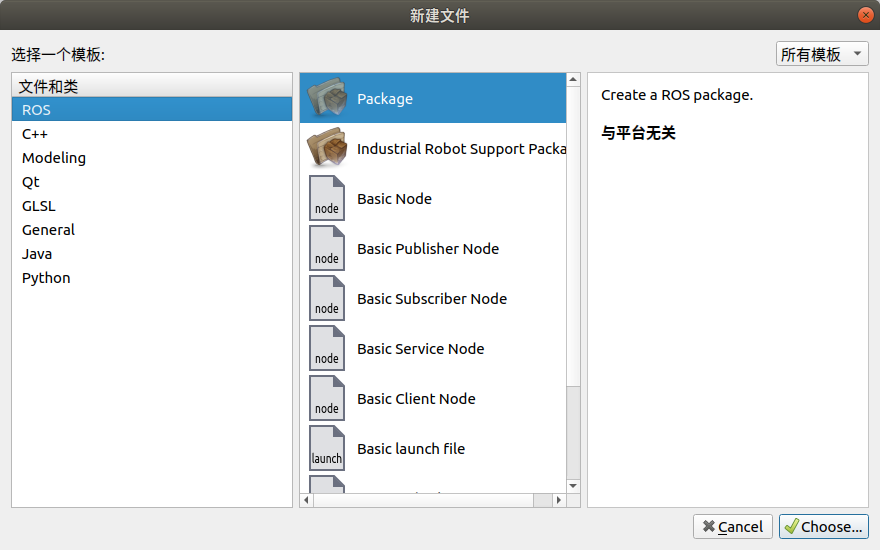 新建文件
选择一个模板:
所有模板
文件和类
ROS
C++
Modeling
Qt
GLSL
General
Java
Python
Package
Industrial Robot Support Packa
node
Basic Node
node
Basic Publisher Node
node
Basic Subscriber Node
node
Basic Service Node
node
Basic Client Node
launch
Basic launch file
Create a ROS package.
与平台无关
Cancel
Choose...